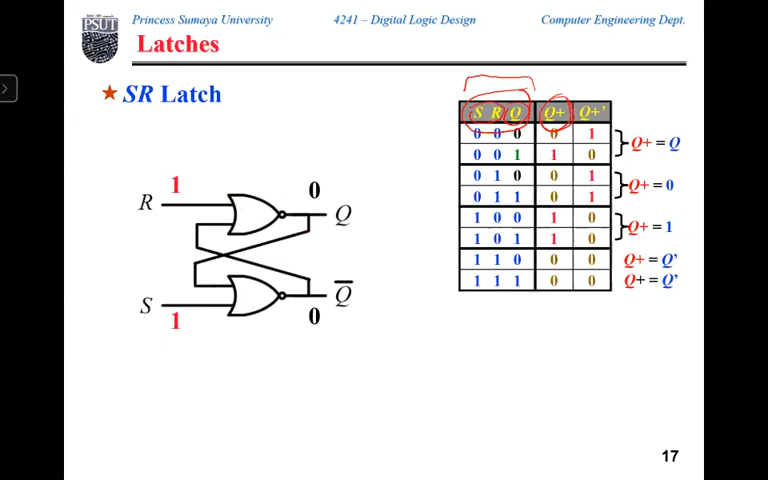 Princess Sumaya University 4241 – Digital Logic Design Computer Engineering Dept.
PSUT
Latches
★ SR Latch
S R Q Q+ Q+'
0 0 0 0 1
0 0 1 1 0
Q+ = Q
0 1 0 0 1
0 1 1 0 1
Q+ = 0
1 0 0 1 0
1 0 1 1 0
Q+ = 1
1 1 0 0 0 Q+ = Q'
1 1 1 0 0 Q+ = Q'
R 1 0 Q
S 1 0 Q̅
17